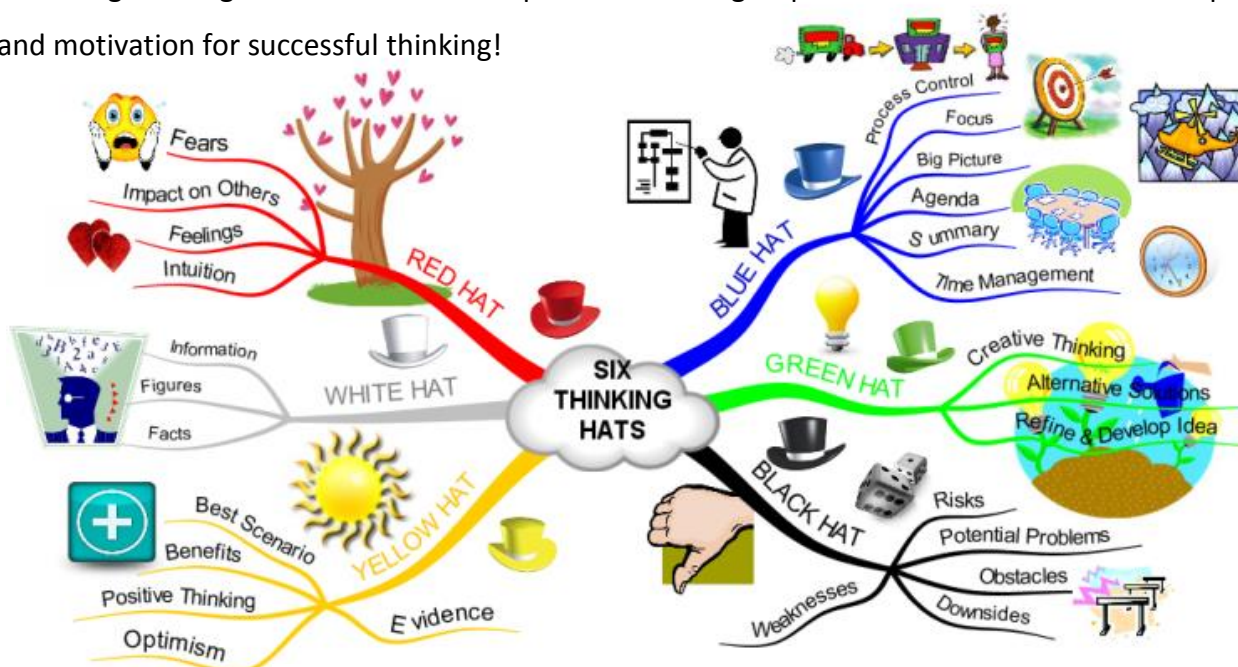 and motivation for successful thinking!
SIX
THINKING
HATS
RED HAT
Fears
Impact on Others
Feelings
Intuition
WHITE HAT
Information
Figures
Facts
YELLOW HAT
Best Scenario
Benefits
Positive Thinking
Optimism
Evidence
BLUE HAT
Process Control
Focus
Big Picture
Agenda
Summary
Time Management
GREEN HAT
Creative Thinking
Alternative Solutions
Refine & Develop Idea
BLACK HAT
Risks
Potential Problems
Obstacles
Downsides
Weaknesses